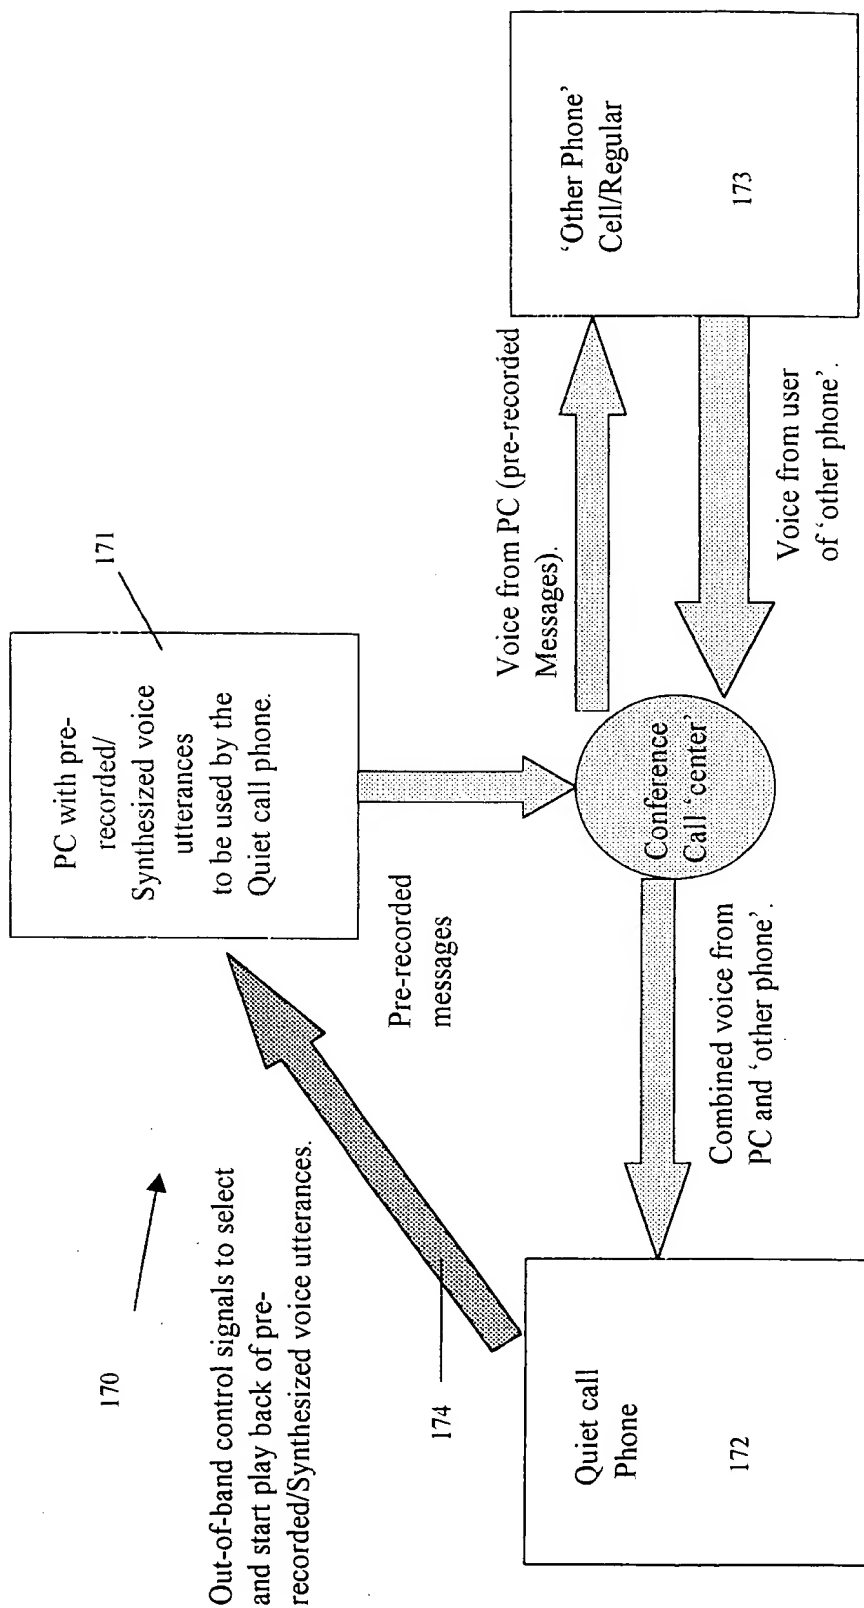 170
Out-of-band control signals to select
and start play back of pre-
recorded/Synthesized voice utterances.
174
PC with pre-
recorded/
Synthesized voice
utterances
to be used by the
Quiet call phone.
171
Pre-recorded
messages
Quiet call
Phone
172
Combined voice from
PC and ‘other phone’.
Conference
Call ‘center’
Voice from PC (pre-recorded
Messages).
Voice from user
of ‘other phone’.
‘Other Phone’
Cell/Regular
173